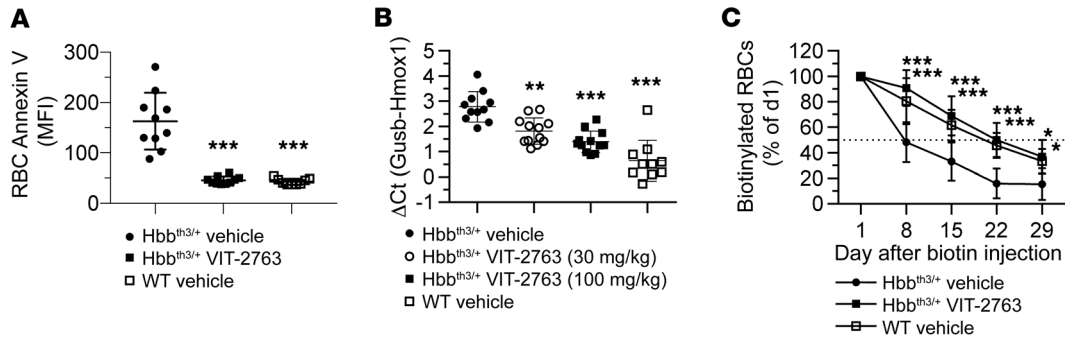 A
RBC Annexin V
(MFI)
300
200
100
0
***
***
Hbbth3/+ vehicle
Hbbth3/+ VIT-2763
WT vehicle
B
ΔCt (Gusb-Hmox1)
5
4
3
2
1
0
-1
**
***
***
Hbbth3/+ vehicle
Hbbth3/+ VIT-2763 (30 mg/kg)
Hbbth3/+ VIT-2763 (100 mg/kg)
WT vehicle
C
Biotinylated RBCs
(% of d1)
120
100
80
60
40
20
0
***
***
***
***
***
***
*
*
1 8 15 22 29
Day after biotin injection
Hbbth3/+ vehicle
Hbbth3/+ VIT-2763
WT vehicle